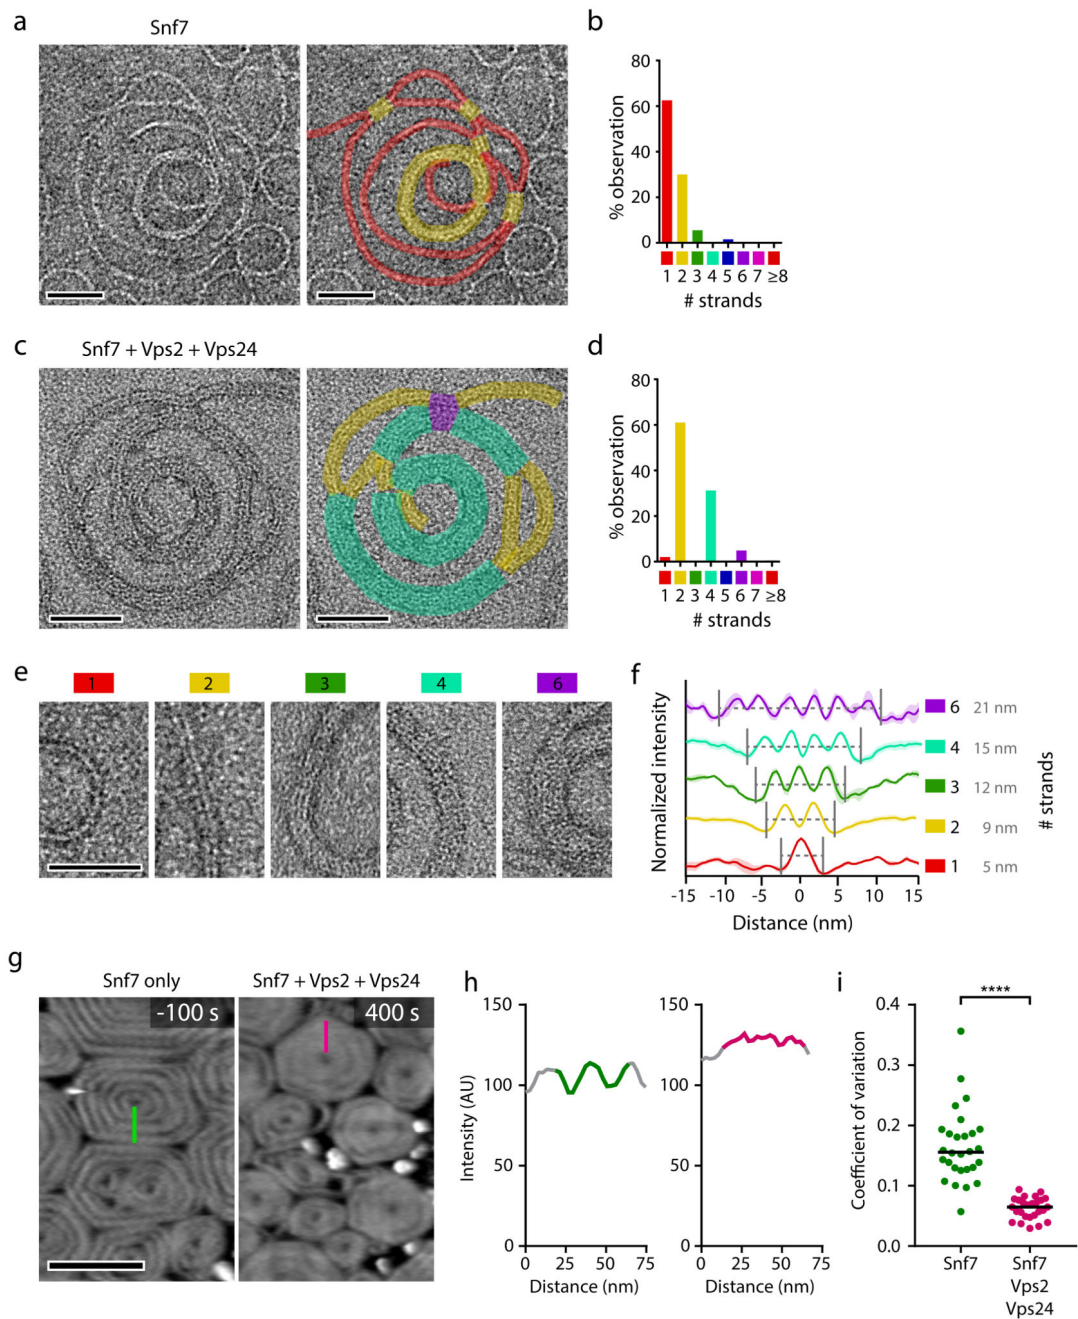 a
Snf7
b
80
60
40
20
0
% observation
1 2 3 4 5 6 7 ≥8
# strands
c
Snf7 + Vps2 + Vps24
d
80
60
40
20
0
% observation
1 2 3 4 5 6 7 ≥8
# strands
e
1 2 3 4 6
f
Normalized intensity
6 21 nm
4 15 nm
3 12 nm
2 9 nm
1 5 nm
# strands
-15 -10 -5 0 5 10 15
Distance (nm)
g
Snf7 only
Snf7 + Vps2 + Vps24
-100 s
400 s
h
150
100
50
0
Intensity (AU)
0 25 50 75
Distance (nm)
150
100
50
0
0 25 50 75
Distance (nm)
i
****
0.4
0.3
0.2
0.1
0.0
Coefficient of variation
Snf7
Snf7
Vps2
Vps24